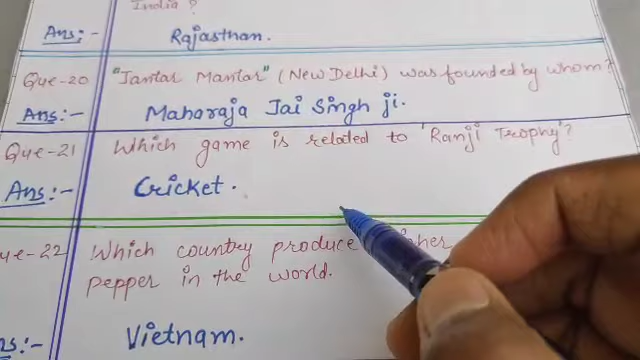 India?
Ans:- Rajasthan.
Que-20 "Jantar Mantar" (New Delhi) was founded by whom?
Ans:- Maharaja Jai Singh ji.
Que-21 Which game is related to 'Ranji Trophy'?
Ans:- Cricket.
ue-22 Which country produce higher
pepper in the world.
ns:- Vietnam.